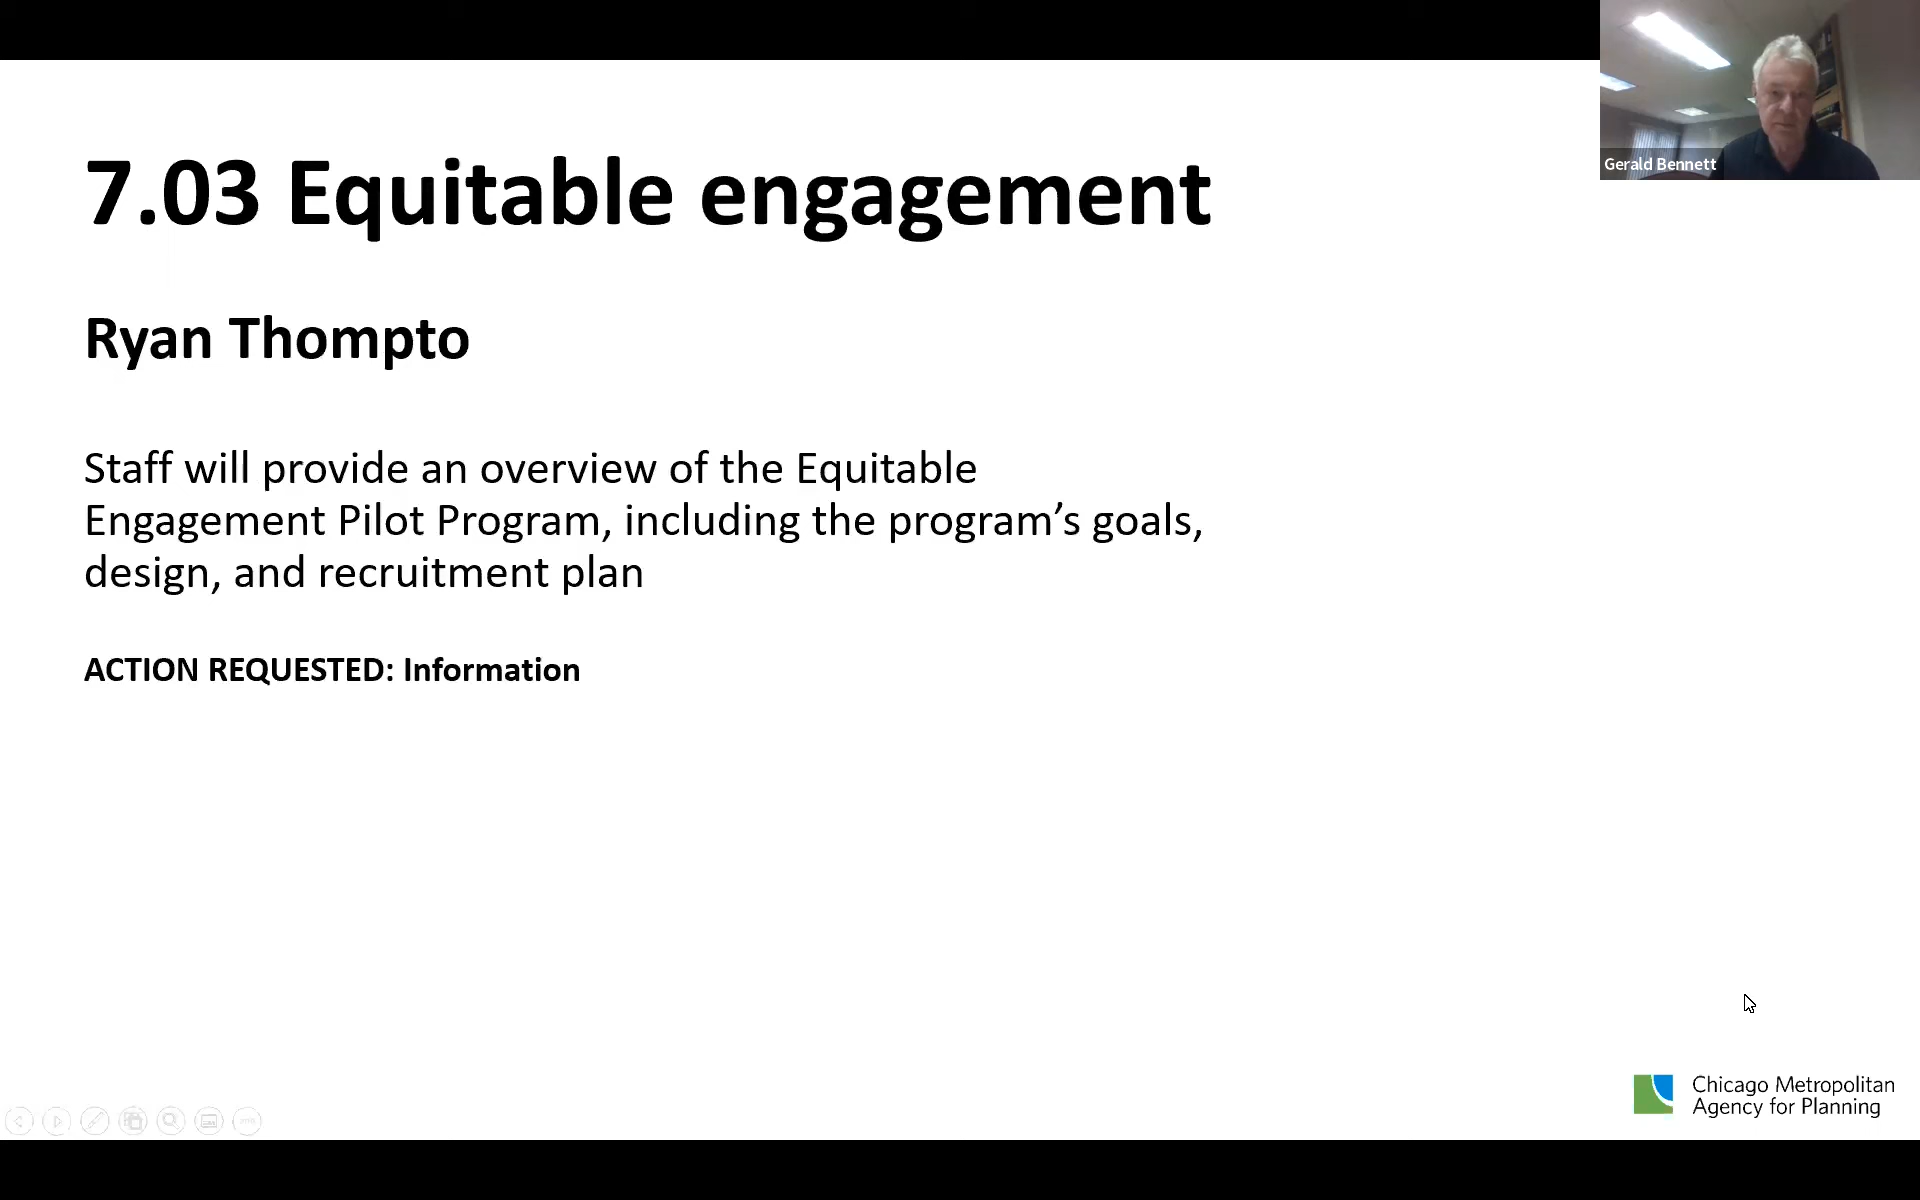 Gerald Bennett
7.03 Equitable engagement
Ryan Thompto
Staff will provide an overview of the Equitable
Engagement Pilot Program, including the program’s goals,
design, and recruitment plan
ACTION REQUESTED: Information
Chicago Metropolitan
Agency for Planning